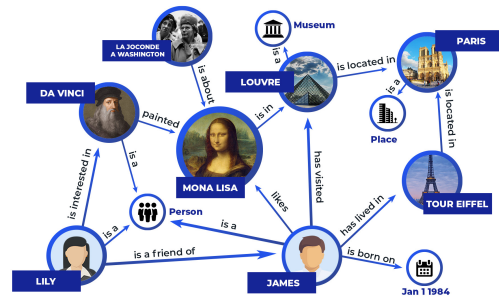 LA JOCONDE
A WASHINGTON
Museum
PARIS
is a
is located in
LOUVRE
is about
DA VINCI
painted
is in
is a
Place
is located in
is interested in
is a
MONA LISA
has visited
TOUR EIFFEL
likes
has lived in
Person
is a
is a
is a friend of
is born on
LILY
JAMES
Jan 1 1984